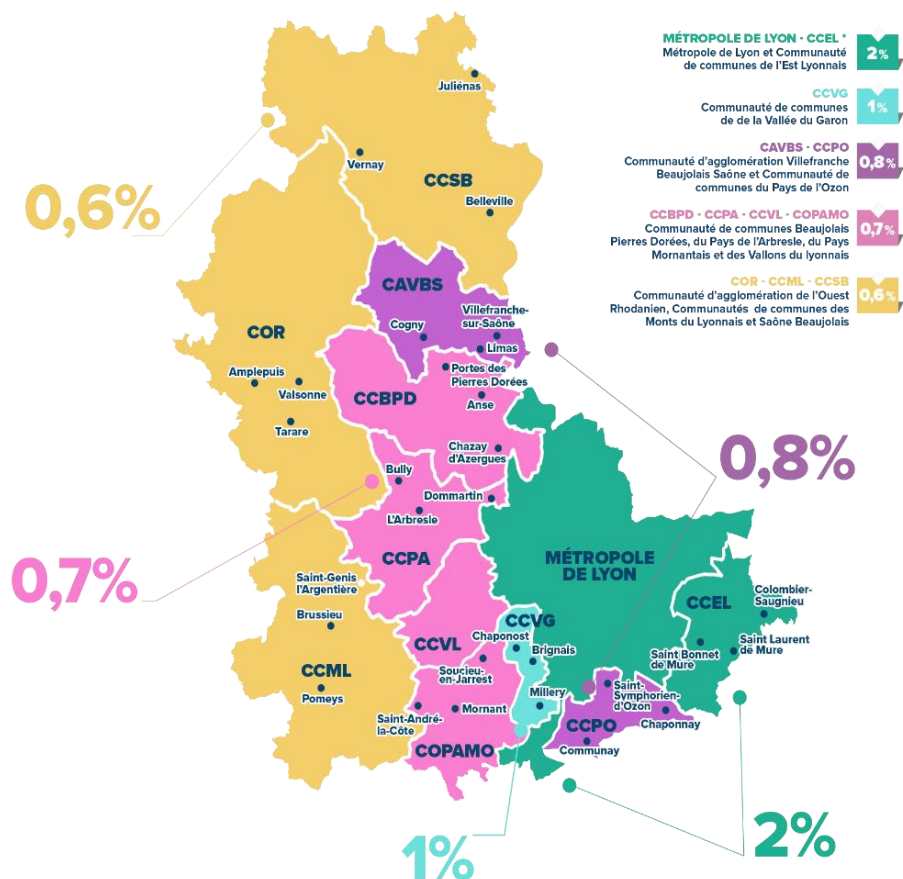 MÉTROPOLE DE LYON - CCEL *
Métropole de Lyon et Communauté
de communes de l'Est Lyonnais
2%
CCVG
Communauté de communes
de de la Vallée du Garon
1%
CAVBS - CCPO
Communauté d'agglomération Villefranche
Beaujolais Saône et Communauté de
communes du Pays de l'Ozon
0,8%
CCBPD - CCPA - CCVL - COPAMO
Communauté de communes Beaujolais
Pierres Dorées, du Pays de l'Arbresle, du Pays
Mornantais et des Vallons du lyonnais
0,7%
COR - CCML - CCSB
Communauté d'agglomération de l'Ouest
Rhodanien, Communautés de communes des
Monts du Lyonnais et Saône Beaujolais
0,6%
Juliénas
Vernay
CCSB
Belleville
0,6%
CAVBS
Villefranche-
sur-Saône
Cogny
Limas
COR
Amplepuis
Valsonne
Tarare
Portes des
Pierres Dorées
CCBPD
Anse
Chazay
d'Azergues
0,8%
Bully
Dommartin
L'Arbresle
CCPA
0,7%
MÉTROPOLE
DE LYON
Saint-Genis
l'Argentière
Brussieu
CCEL
Colombier-
Saugnieu
CCVG
Chaponost
CCVL
Brignais
Saint Laurent
de Mure
Saint Bonnet
de Mure
Soucieu-
en-Jarrest
CCML
Pomeys
Millery
Saint-
Symphorien-
d'Ozon
Mornant
Saint-André-
la-Côte
CCPO
Chaponnay
COPAMO
Communay
2%
1%